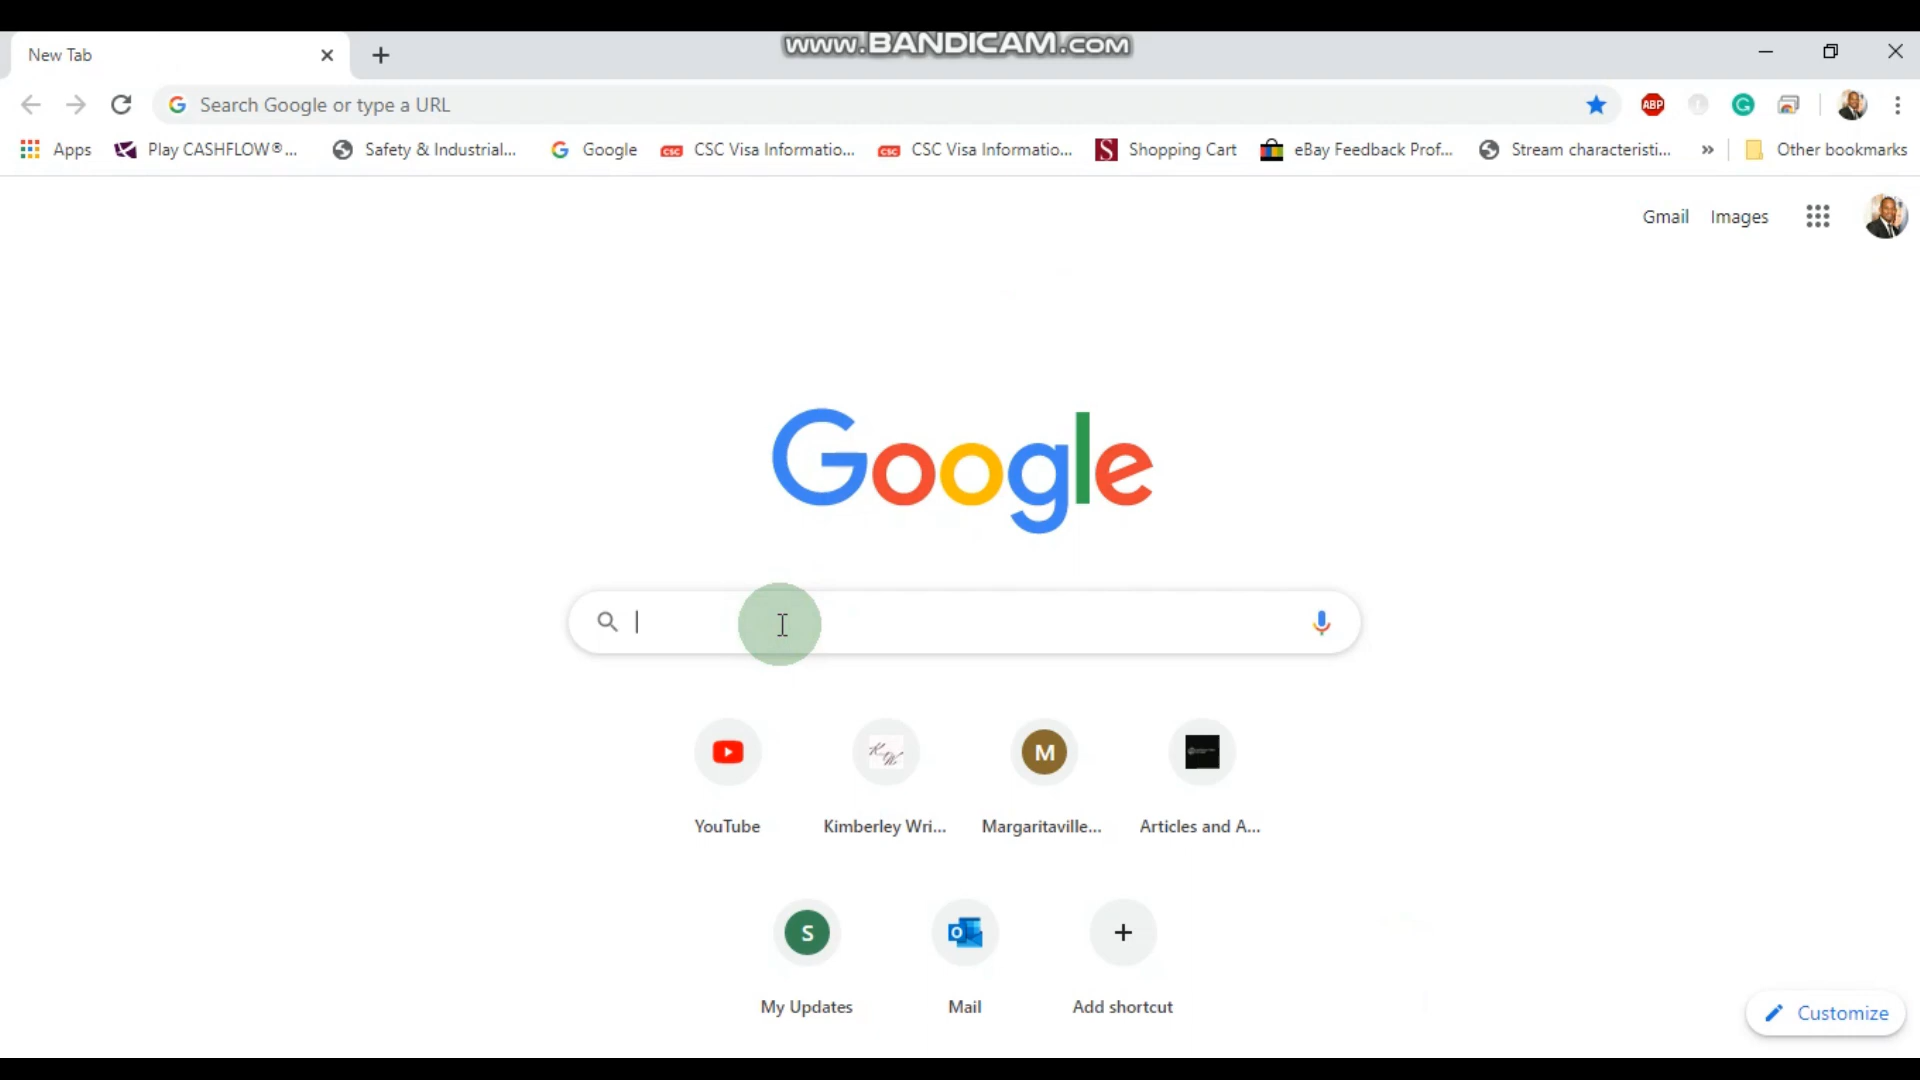 www.BANDICAM.com
New Tab
Search Google or type a URL
ABP
Apps
Play CASHFLOW®...
Safety & Industrial...
Google
CSC Visa Informatio...
CSC Visa Informatio...
Shopping Cart
eBay Feedback Prof...
Stream characteristi...
»
Other bookmarks
Gmail
Images
Google
M
YouTube
Kimberley Wri...
Margaritaville...
Articles and A...
S
My Updates
Mail
Add shortcut
Customize